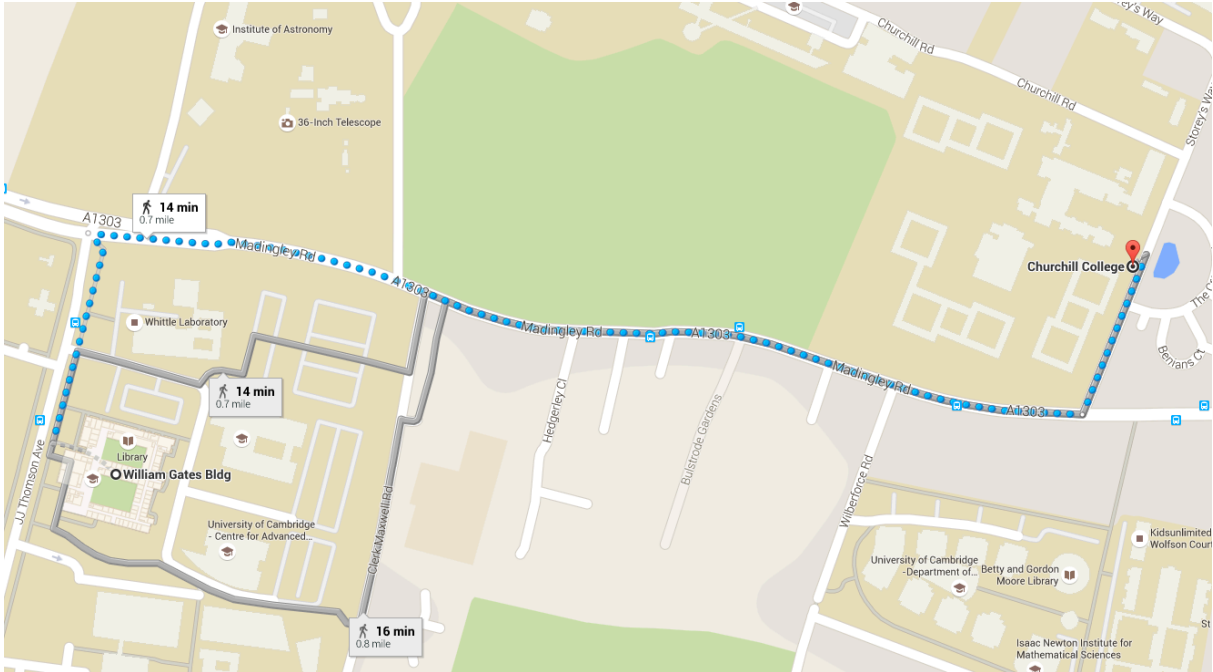 Storey's Way
Institute of Astronomy
Churchill Rd
Churchill Rd
36-Inch Telescope
Storey's Way
14 min
0.7 mile
A1303
Madingley Rd
Churchill College
A1303
Whittle Laboratory
Madingley Rd
A1303
Bentans Ct
14 min
0.7 mile
Madingley Rd
A1303
Hedgerley Cl
Bulstrode Gardens
Library
William Gates Bldg
JJ Thomson Ave
Clerk Maxwell Rd
Wilberforce Rd
University of Cambridge
- Centre for Advanced...
Kidsunlimited
Wolfson Court
University of Cambridge
-Department of...
Betty and Gordon
Moore Library
16 min
0.8 mile
Isaac Newton Institute for
Mathematical Sciences